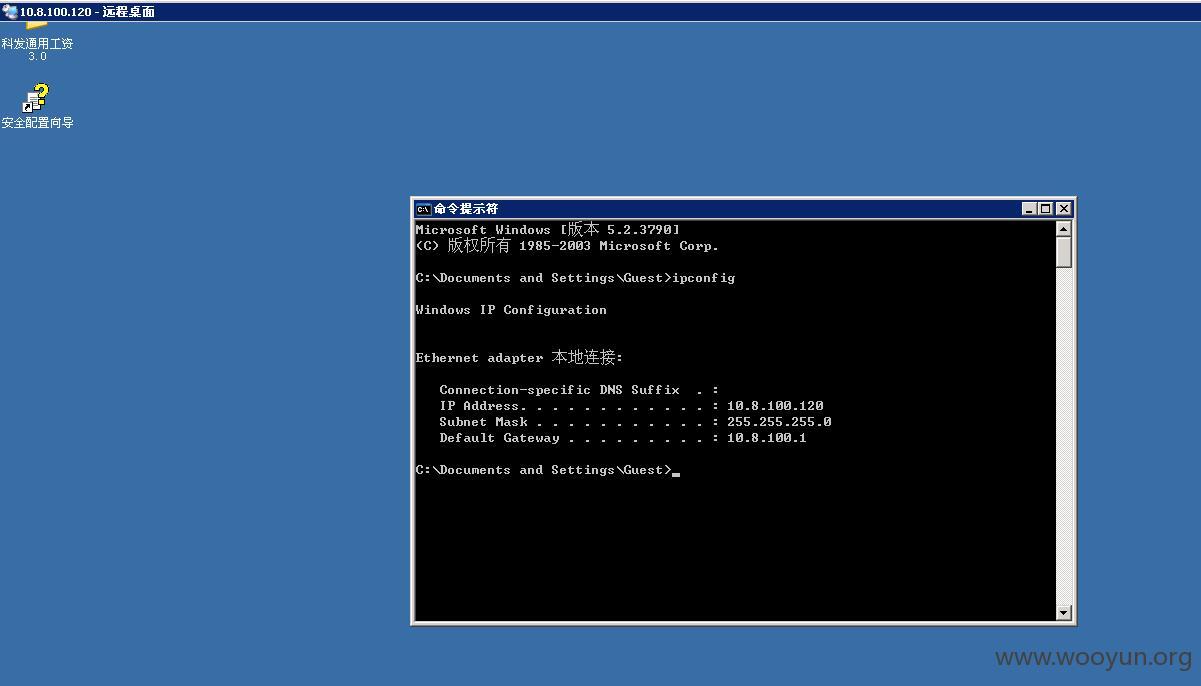 10.8.100.120 - 远程桌面
科发通用工资
3.0
安全配置向导
命令提示符
Microsoft Windows [版本 5.2.3790]
(C) 版权所有 1985-2003 Microsoft Corp.
C:\Documents and Settings\Guest>ipconfig
Windows IP Configuration
Ethernet adapter 本地连接:
Connection-specific DNS Suffix  . :
IP Address. . . . . . . . . . . . : 10.8.100.120
Subnet Mask . . . . . . . . . . . : 255.255.255.0
Default Gateway . . . . . . . . . : 10.8.100.1
C:\Documents and Settings\Guest>_
www.wooyun.org